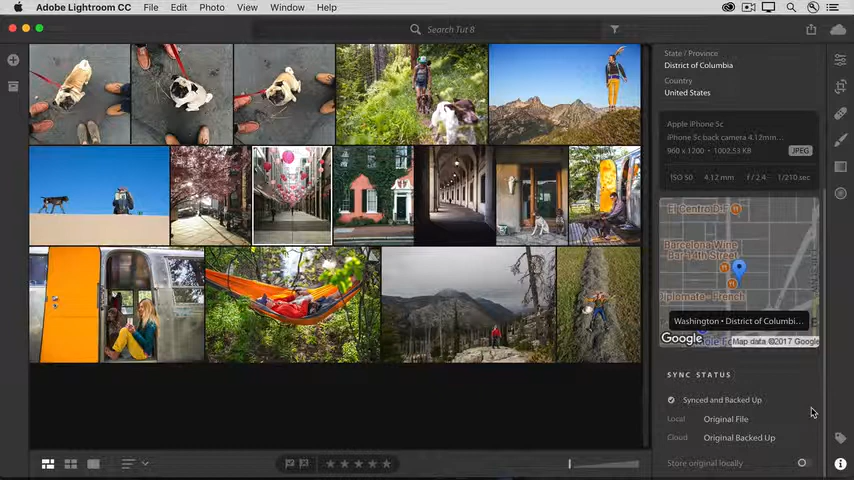 Adobe Lightroom CC File Edit Photo View Window Help
Search Tut 8
State / Province
District of Columbia
Country
United States
Apple iPhone 5c
iPhone 5c back camera 4.12mm...
960 x 1200 • 1002.53 KB JPEG
ISO 50 4.12 mm f / 2.4 1/210 sec
El Centro D.F.
Barcelona Wine
Bar 14th Street
Diplomate - French
Washington • District of Columbi...
Google Map data ©2017 Google
SYNC STATUS
Synced and Backed Up
Local Original File
Cloud Original Backed Up
Store original locally